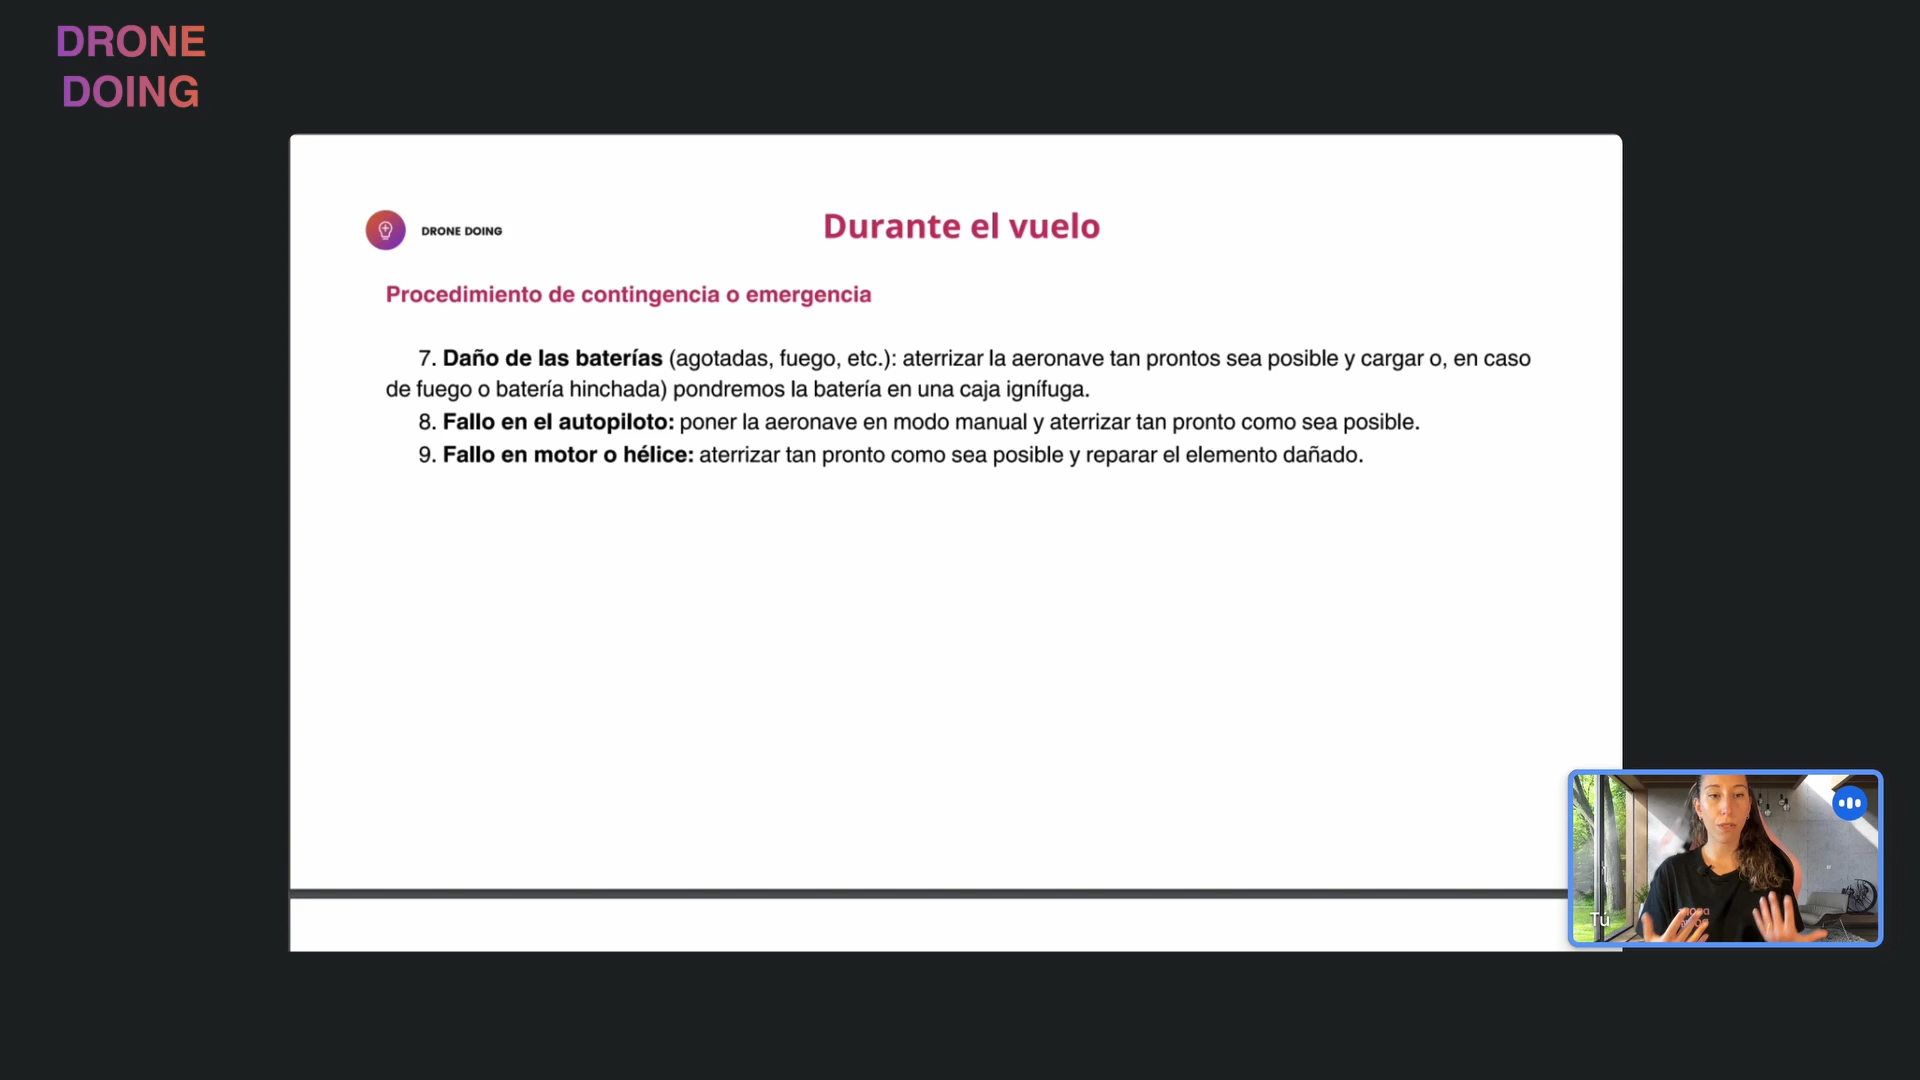 DRONE
DOING
DRONE DOING
Durante el vuelo
Procedimiento de contingencia o emergencia
7. Daño de las baterías (agotadas, fuego, etc.): aterrizar la aeronave tan prontos sea posible y cargar o, en caso
de fuego o batería hinchada) pondremos la batería en una caja ignífuga.
8. Fallo en el autopiloto: poner la aeronave en modo manual y aterrizar tan pronto como sea posible.
9. Fallo en motor o hélice: aterrizar tan pronto como sea posible y reparar el elemento dañado.
Tú